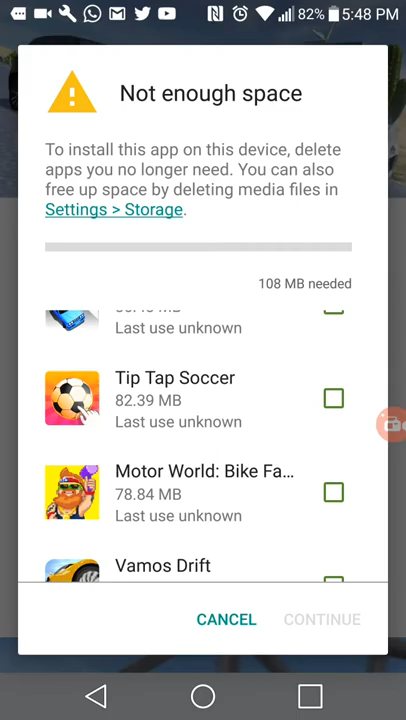 82% 5:48 PM
Not enough space
To install this app on this device, delete
apps you no longer need. You can also
free up space by deleting media files in
Settings > Storage.
108 MB needed
Last use unknown
Tip Tap Soccer
82.39 MB
Last use unknown
Motor World: Bike Fa...
78.84 MB
Last use unknown
Vamos Drift
CANCEL CONTINUE